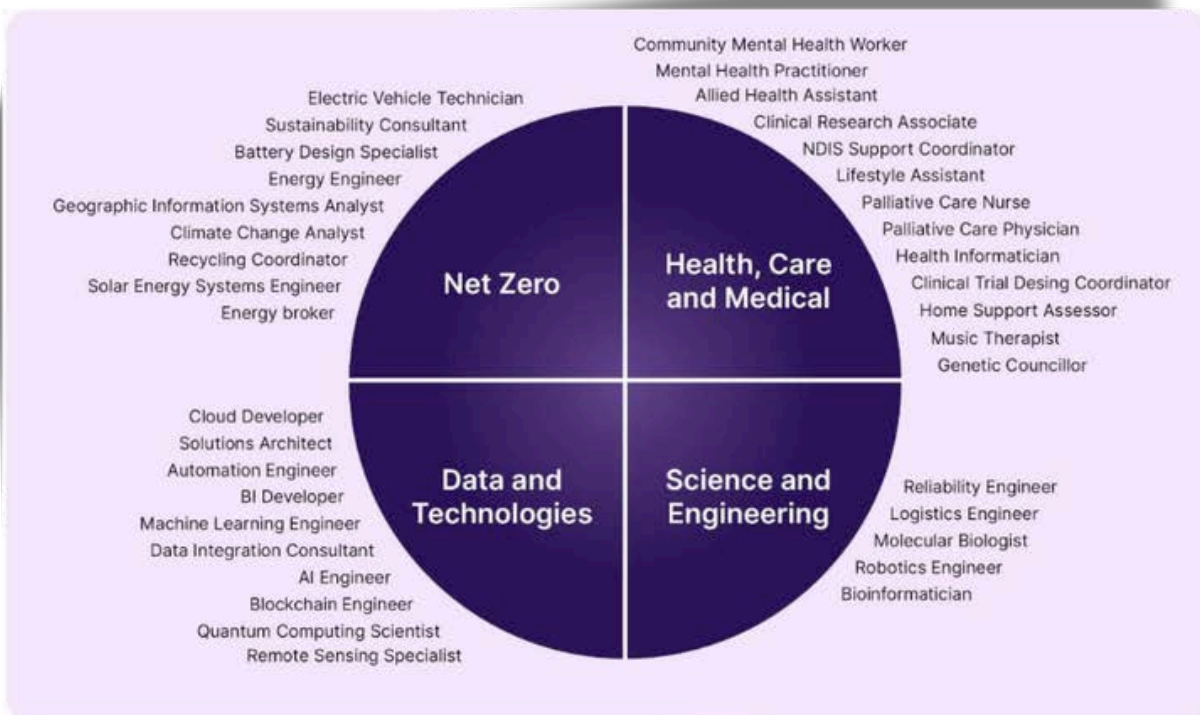 Electric Vehicle Technician
Sustainability Consultant
Battery Design Specialist
Energy Engineer
Geographic Information Systems Analyst
Climate Change Analyst
Recycling Coordinator
Solar Energy Systems Engineer
Energy broker
Net Zero
Community Mental Health Worker
Mental Health Practitioner
Allied Health Assistant
Clinical Research Associate
NDIS Support Coordinator
Lifestyle Assistant
Palliative Care Nurse
Palliative Care Physician
Health Informatician
Clinical Trial Desing Coordinator
Home Support Assessor
Music Therapist
Genetic Councillor
Health, Care
and Medical
Cloud Developer
Solutions Architect
Automation Engineer
BI Developer
Machine Learning Engineer
Data Integration Consultant
AI Engineer
Blockchain Engineer
Quantum Computing Scientist
Remote Sensing Specialist
Data and
Technologies
Science and
Engineering
Reliability Engineer
Logistics Engineer
Molecular Biologist
Robotics Engineer
Bioinformatician